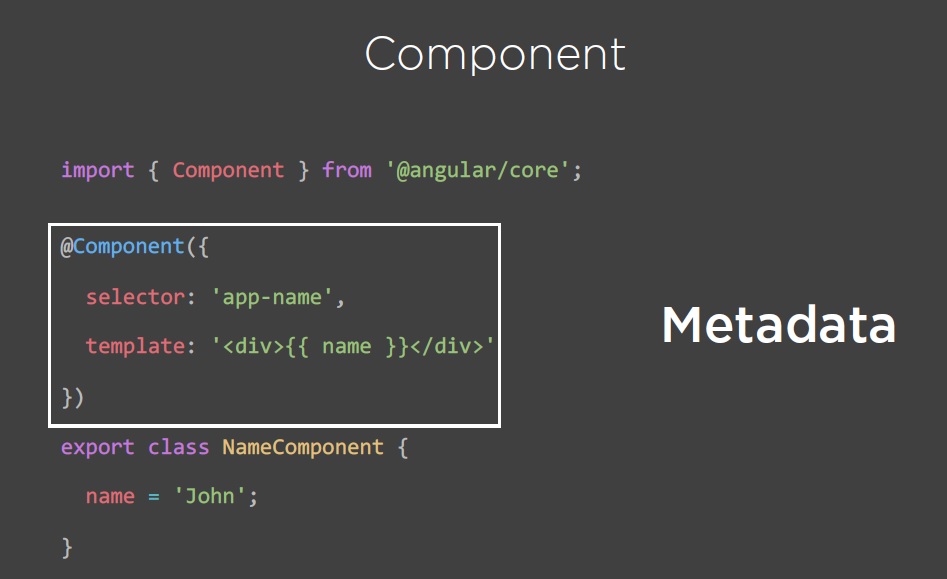 Component
import { Component } from '@angular/core';
@Component({
selector: 'app-name',
template: '<div>{{ name }}</div>'
})
Metadata
export class NameComponent {
name = 'John';
}